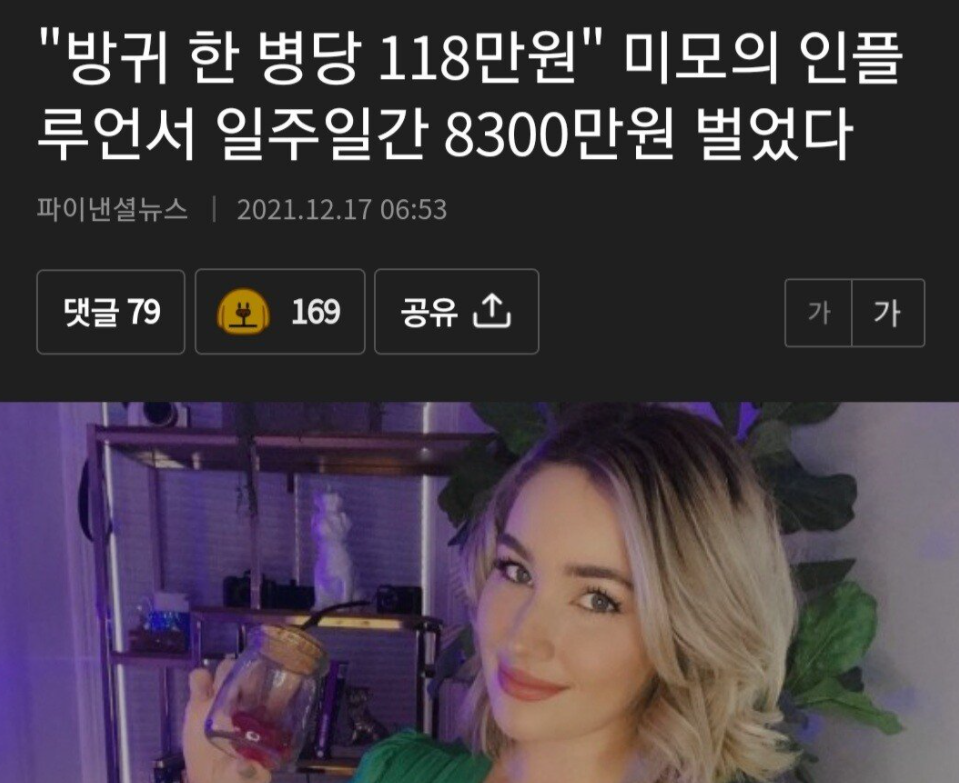 "방귀 한 병당 118만원" 미모의 인플
루언서 일주일간 8300만원 벌었다
파이낸셜뉴스 | 2021.12.17 06:53
댓글 79 169 공유 가 가